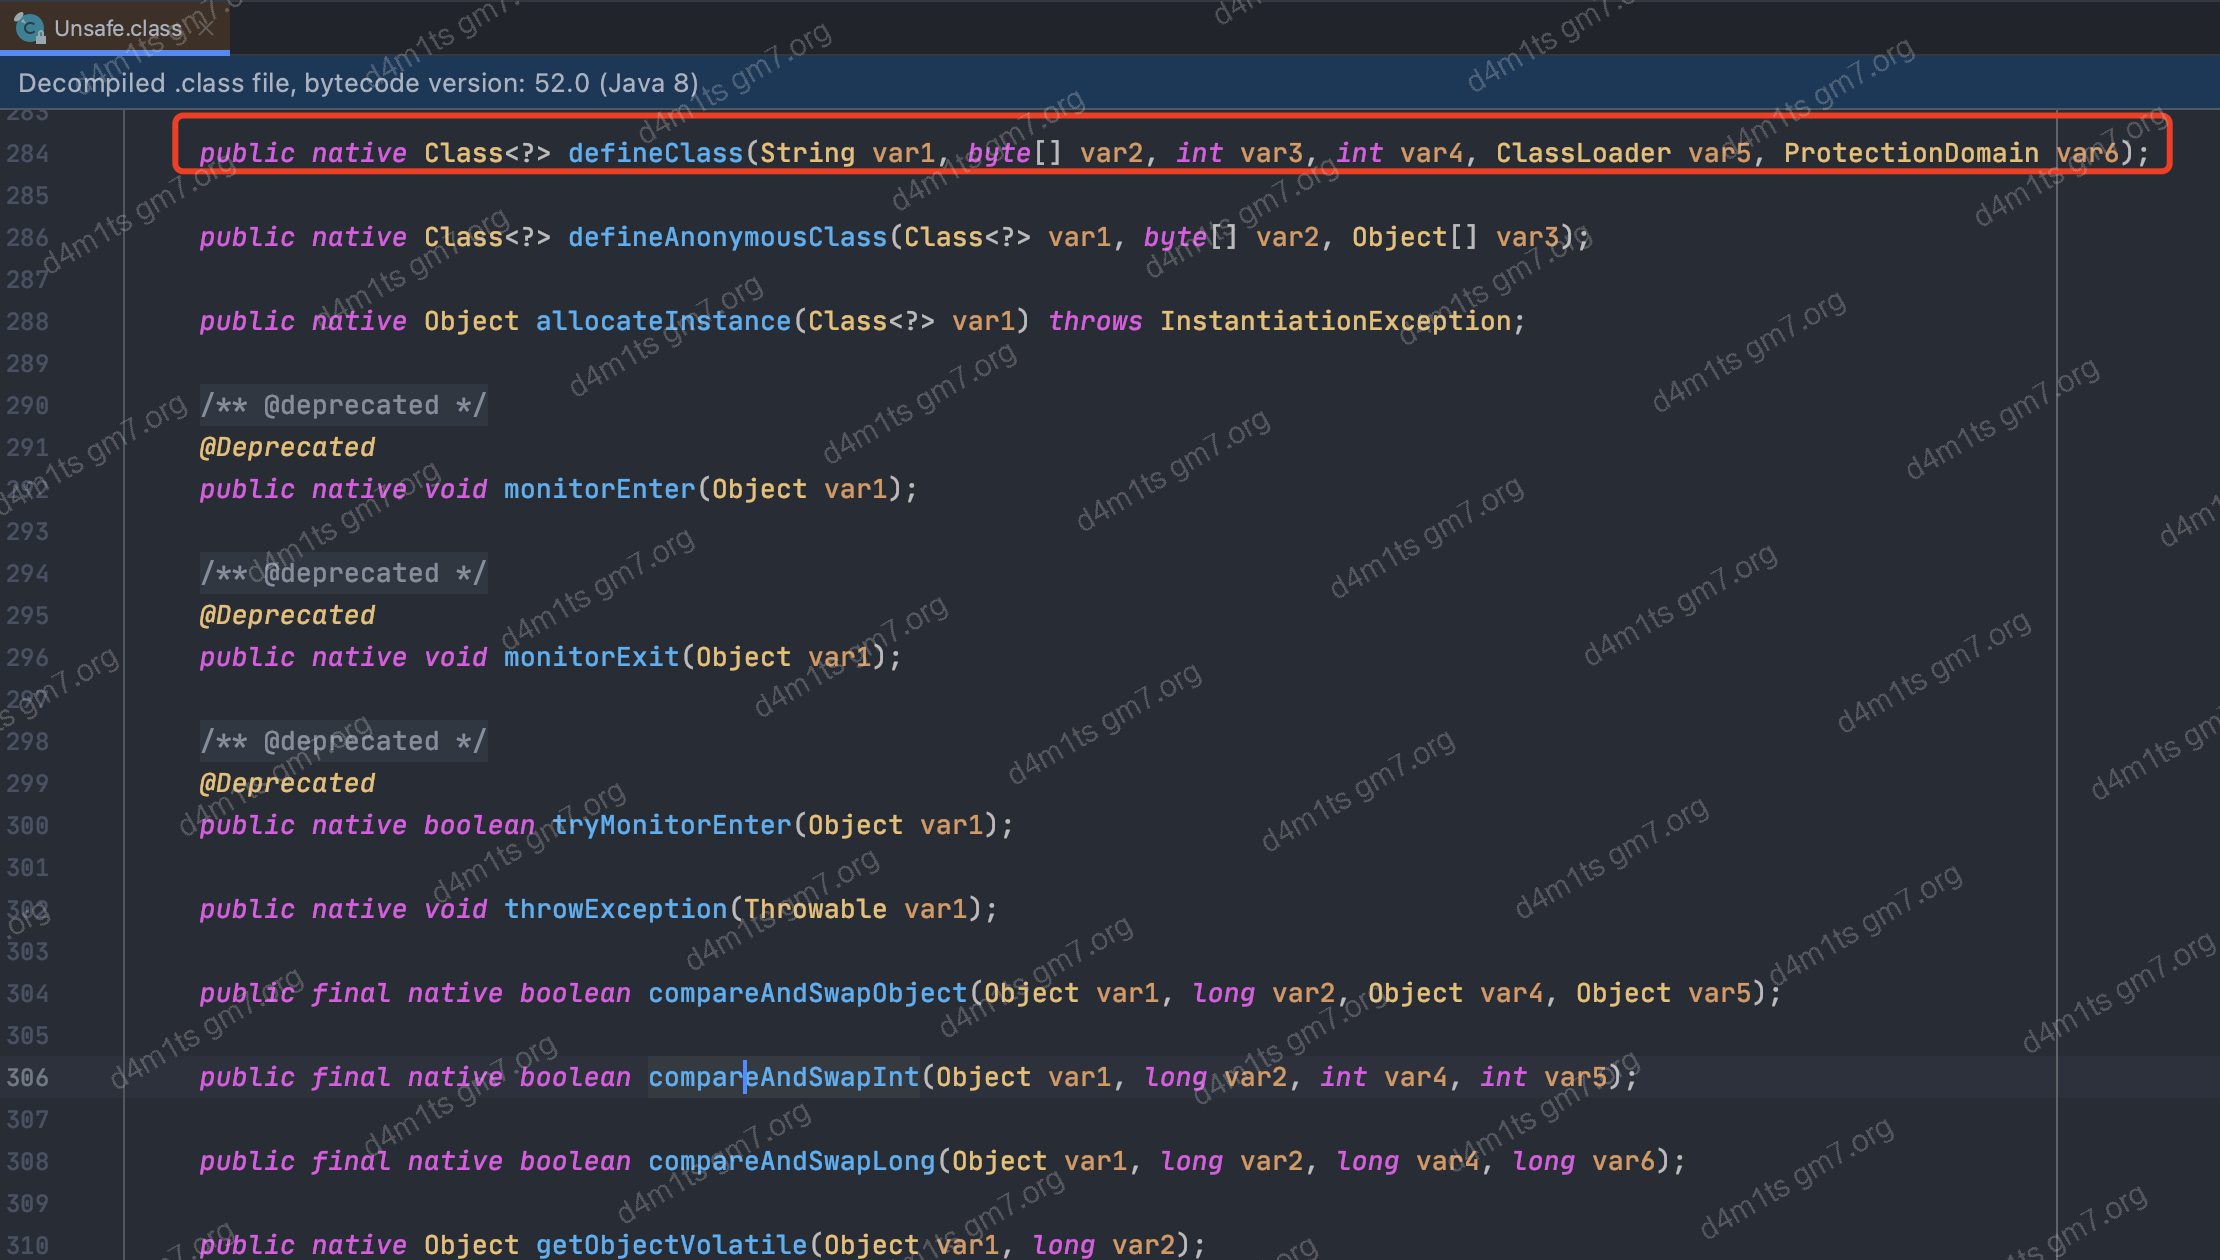 Unsafe.class
Decompiled .class file, bytecode version: 52.0 (Java 8)
283
284 public native Class<?> defineClass(String var1, byte[] var2, int var3, int var4, ClassLoader var5, ProtectionDomain var6);
285
286 public native Class<?> defineAnonymousClass(Class<?> var1, byte[] var2, Object[] var3);
287
288 public native Object allocateInstance(Class<?> var1) throws InstantiationException;
289
290 /** @deprecated */
291 @Deprecated
292 public native void monitorEnter(Object var1);
293
294 /** @deprecated */
295 @Deprecated
296 public native void monitorExit(Object var1);
297
298 /** @deprecated */
299 @Deprecated
300 public native boolean tryMonitorEnter(Object var1);
301
302 public native void throwException(Throwable var1);
303
304 public final native boolean compareAndSwapObject(Object var1, long var2, Object var4, Object var5);
305
306 public final native boolean compareAndSwapInt(Object var1, long var2, int var4, int var5);
307
308 public final native boolean compareAndSwapLong(Object var1, long var2, long var4, long var6);
309
310 public native Object getObjectVolatile(Object var1, long var2);
d4m1ts gm7.org